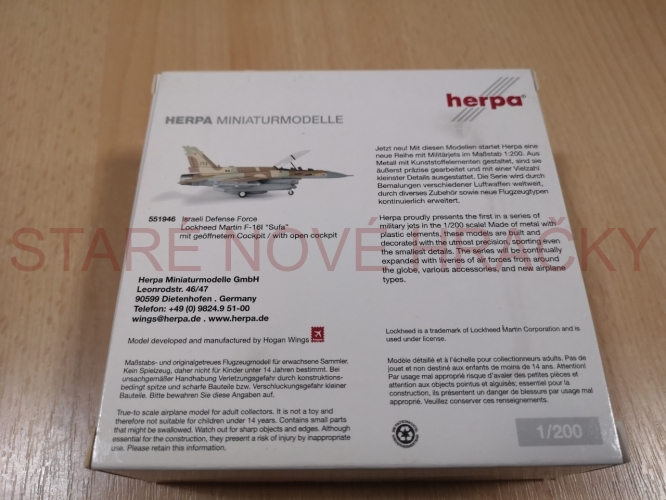 herpa®
HERPA MINIATURMODELLE
Jetzt neu! Mit diesen Modellen startet Herpa eine
neue Reihe mit Militärjets im Maßstab 1:200. Aus
Metall mit Kunststoffelementen gestaltet, sind sie
äußerst präzise gearbeitet und mit einer Vielzahl
kleinster Details ausgestattet. Die Serie wird durch
Bemalungen verschiedener Luftwaffen weltweit,
durch diverses Zubehör sowie neue Flugzeugtypen
kontinuierlich erweitert.
551946 Israeli Defense Force
Lockheed Martin F-16I "Sufa"
mit geöffnetem Cockpit / with open cockpit
Herpa proudly presents the first in a series of
military jets in the 1/200 scale! Made of metal with
plastic elements, these models are built and
decorated with the utmost precision, sporting even
the smallest details. The series will be continually
expanded with liveries of air forces from around
the globe, various accessories, and new airplane
types.
STARÉ NOVÉ HRAČKY
Herpa Miniaturmodelle GmbH
Leonrodstr. 46/47
90599 Dietenhofen . Germany
Telefon: +49 (0) 9824.9 51-00
wings@herpa.de . www.herpa.de
Model developed and manufactured by Hogan Wings
Lockheed is a trademark of Lockheed Martin Corporation and is
used under license.
Maßstabs- und originalgetreues Flugzeugmodell für erwachsene Sammler.
Kein Spielzeug, daher nicht für Kinder unter 14 Jahren bestimmt. Bei
unsachgemäßer Handhabung Verletzungsgefahr durch konstruktions-
bedingt spitze und scharfe Bauteile bzw. Verschluckungsgefahr kleiner
Bauteile. Bitte bewahren Sie diese Angaben auf.
Modèle détaillé et à l'échelle pour collectionneurs adultes. Pas de
jouet et non destiné aux enfants de moins de 14 ans. Attention!
Par usage mal approprié risque d'avaler des petites pièces et
attention aux objets pointus et aiguisés; essentiel pour la
construction, ils présentent un danger de blessure par usage mal
approprié. Veuillez conserver ces renseignements.
True-to scale airplane model for adult collectors. It is not a toy and
therefore not suitable for children under 14 years. Contains small parts
that might be swallowed. Watch out for sharp objects and edges. Although
essential for the construction, they present a risk of injury by inappropriate
use. Please retain this information.
1/200